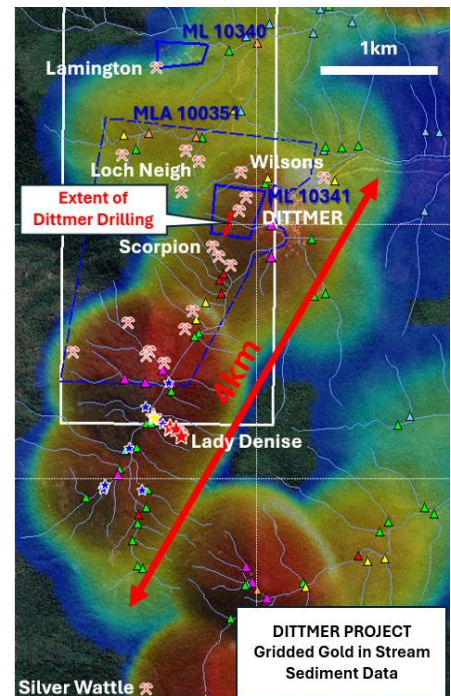 ML 10340
1km
Lamington
MLA 100351
Loch Neigh
Wilsons
ML 10341
Extent of
Dittmer Drilling
DITTMER
Scorpion
4km
Lady Denise
DITTMER PROJECT
Gridded Gold in Stream
Sediment Data
Silver Wattle